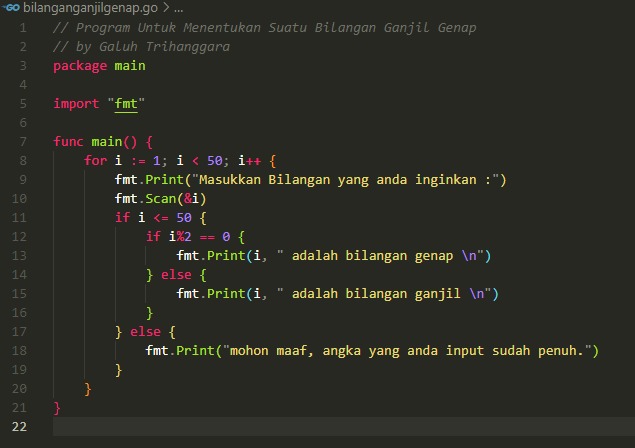 GO bilanganganjilgenap.go > ...
1 // Program Untuk Menentukan Suatu Bilangan Ganjil Genap
2 // by Galuh Trihanggara
3 package main
4
5 import "fmt"
6
7 func main() {
8     for i := 1; i < 50; i++ {
9         fmt.Print("Masukkan Bilangan yang anda inginkan :")
10         fmt.Scan(&i)
11         if i <= 50 {
12             if i%2 == 0 {
13                 fmt.Print(i, " adalah bilangan genap \n")
14             } else {
15                 fmt.Print(i, " adalah bilangan ganjil \n")
16             }
17         } else {
18             fmt.Print("mohon maaf, angka yang anda input sudah penuh.")
19         }
20     }
21 }
22